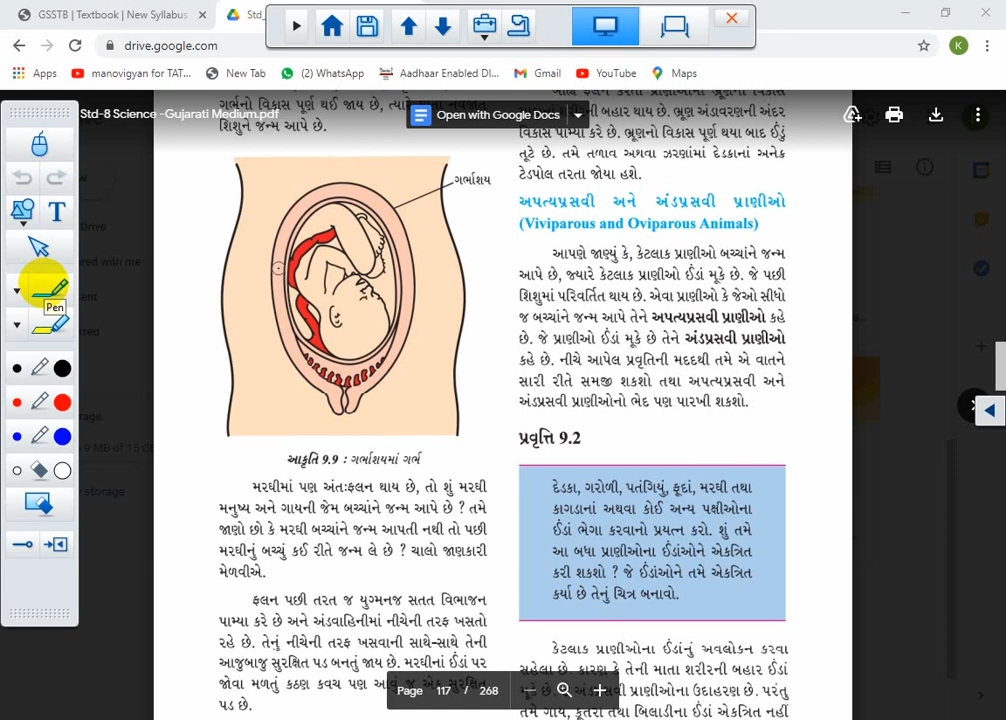 GSSTB | Textbook | New Syllabus
Std_
drive.google.com
K
Apps
manovigyan for TAT...
New Tab
(2) WhatsApp
Aadhaar Enabled DI...
Gmail
YouTube
Maps
Std-8 Science -Gujarati Medium.pdf
Open with Google Docs
T
Pen
ગર્ભનો વિકાસ પૂર્ણ થઈ જાય છે, ત્યારે
શિશુને જન્મ આપે છે.
ગર્ભાશય
આકૃતિ 9.9 : ગર્ભાશયમાં ગર્ભ
મરઘીમાં પણ અંતઃફલન થાય છે, તો શું મરઘી
મનુષ્ય અને ગાયની જેમ બચ્ચાંને જન્મ આપે છે ? તમે
જાણો છો કે મરઘી બચ્ચાંને જન્મ આપતી નથી તો પછી
મરઘીનું બચ્ચું કઈ રીતે જન્મ લે છે ? ચાલો જાણકારી
મેળવીએ.
ફલન પછી તરત જ યુગ્મનજ સતત વિભાજન
પામ્યા કરે છે અને અંડવાહિનીમાં નીચેની તરફ ખસતો
રહે છે. તેનું નીચેની તરફ ખસવાની સાથે-સાથે તેની
આજુબાજુ સુરક્ષિત પડ બનતું જાય છે. મરઘીનાં ઈંડાં પર
જોવા મળતું કઠણ કવચ પણ આવું જ એક સુરક્ષિત
પડ છે.
શરીરની બહાર થાય છે. ભ્રૂણ અંડાવરણની અંદર
વિકાસ પામ્યા કરે છે. ભ્રૂણનો વિકાસ પૂર્ણ થયા બાદ ઈંડું
તૂટે છે. તમે તળાવ અથવા ઝરણાંમાં દેડકાનાં અનેક
ટેડપોલ તરતા જોયા હશે.
અપત્યપ્રસવી અને અંડપ્રસવી પ્રાણીઓ
(Viviparous and Oviparous Animals)
આપણે જાણ્યું કે, કેટલાક પ્રાણીઓ બચ્ચાંને જન્મ
આપે છે, જ્યારે કેટલાક પ્રાણીઓ ઈંડાં મૂકે છે. જે પછી
શિશુમાં પરિવર્તિત થાય છે. એવા પ્રાણીઓ કે જેઓ સીધો
જ બચ્ચાંને જન્મ આપે તેને અપત્યપ્રસવી પ્રાણીઓ કહે
છે. જે પ્રાણીઓ ઈંડાં મૂકે છે તેને અંડપ્રસવી પ્રાણીઓ
કહે છે. નીચે આપેલ પ્રવૃતિની મદદથી તમે એ વાતને
સારી રીતે સમજી શકશો તથા અપત્યપ્રસવી અને
અંડપ્રસવી પ્રાણીઓનો ભેદ પણ પારખી શકશો.
પ્રવૃત્તિ 9.2
દેડકા, ગરોળી, પતંગિયું, ફૂદાં, મરઘી તથા
કાગડાનાં અથવા કોઈ અન્ય પક્ષીઓના
ઈંડાં ભેગા કરવાનો પ્રયત્ન કરો. શું તમે
આ બધા પ્રાણીઓના ઈંડાંઓને એકત્રિત
કરી શકશો ? જે ઈંડાંઓને તમે એકત્રિત
કર્યા છે તેનું ચિત્ર બનાવો.
કેટલાક પ્રાણીઓના ઈંડાંનું અવલોકન કરવા
સહેલા છે. કારણ કે તેની માતા શરીરની બહાર ઈંડાં
મૂકે છે. અંડપ્રસવી પ્રાણીઓના ઉદાહરણ છે. પરંતુ
તમે ગાય, કૂતરા તથા બિલાડીના ઈંડાં એકત્રિત નહીં
Page 117 / 268